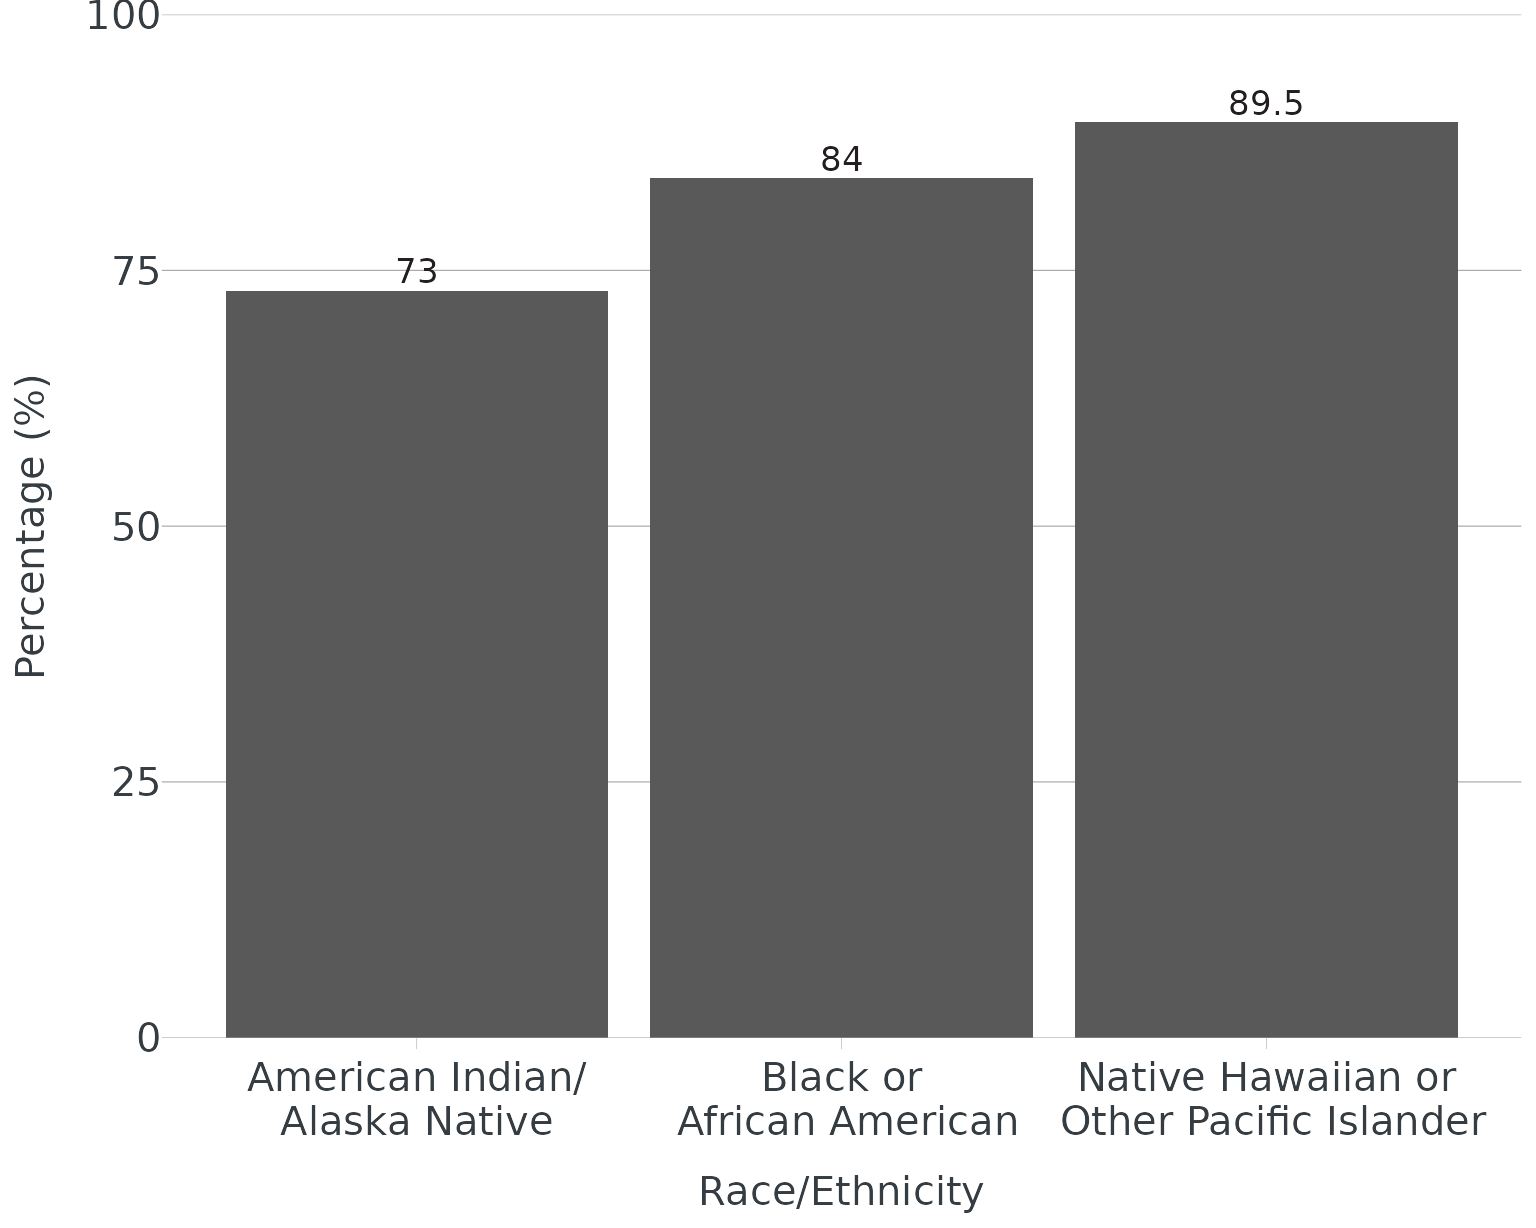 100
89.5
84
75
73
Percentage (%)
50
25
0
American Indian/
Alaska Native
Black or
African American
Native Hawaiian or
Other Pacific Islander
Race/Ethnicity